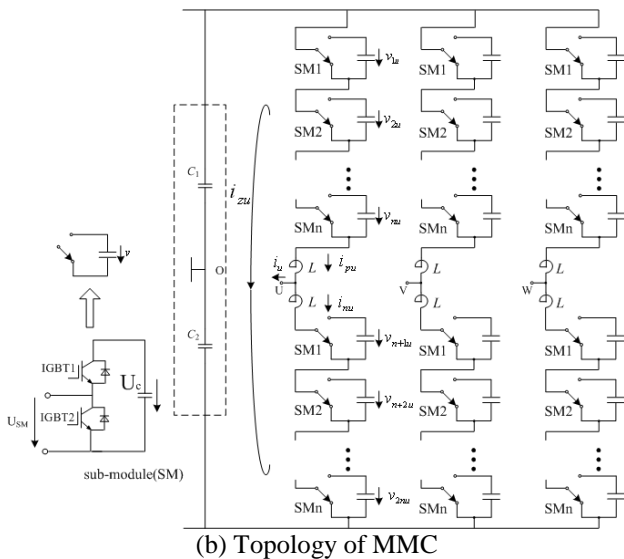 SM1
v1u
SM1
SM1
SM2
v2u
SM2
SM2
C1
izu
SMn
vnu
SMn
SMn
v
iu
L
ipu
L
L
O
U
V
W
L
inu
L
L
C2
SM1
vn+1u
SM1
SM1
IGBT1
Uc
USM
IGBT2
SM2
vn+2u
SM2
SM2
sub-module(SM)
SMn
v2nu
SMn
SMn
(b) Topology of MMC